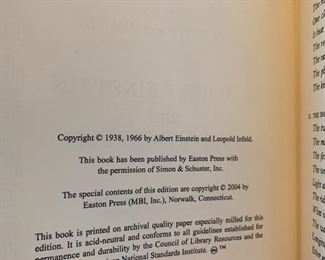 Copyright © 1938, 1966 by Albert Einstein and Leopold Infeld.
This book has been published by Easton Press with
the permission of Simon & Schuster, Inc.
The special contents of this edition are copyright © 2004 by
Easton Press (MBI, Inc.), Norwalk, Connecticut.
This book is printed on archival quality paper especially milled for this
edition. It is acid-neutral and conforms to all guidelines established for
permanence and durability by the Council of Library Resources and the
National Standards Institute. ∞™